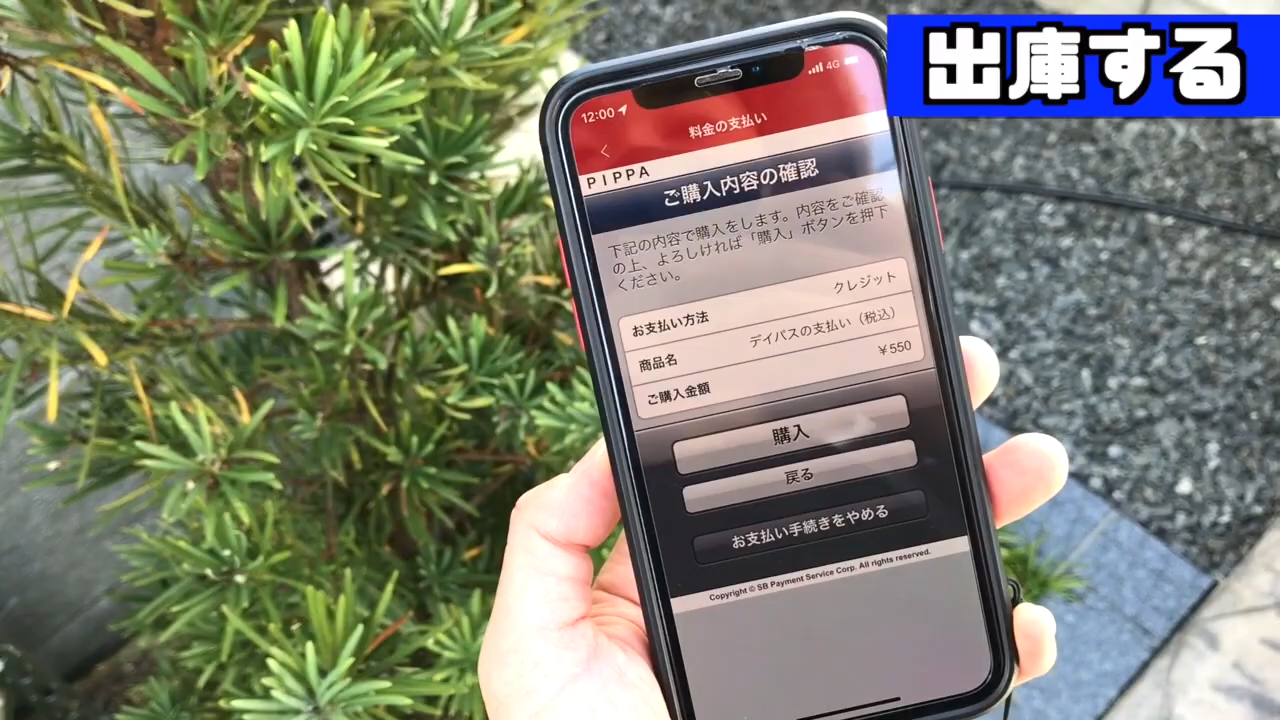 出庫する
12:00
4G
料金の支払い
PIPPA
ご購入内容の確認
下記の内容で購入をします。内容をご確認
の上、よろしければ「購入」ボタンを押下
ください。
お支払い方法 クレジット
商品名 デイパスの支払い（税込）
ご購入金額 ￥550
購入
戻る
お支払い手続きをやめる
Copyright © SB Payment Service Corp. All rights reserved.